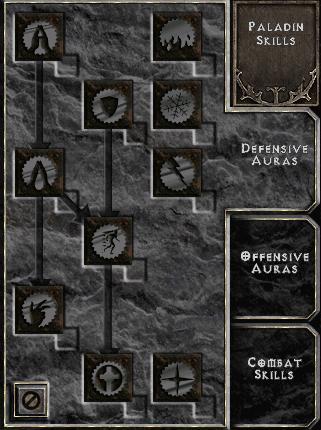 Paladin
Skills
Defensive
Auras
Offensive
Auras
Combat
Skills